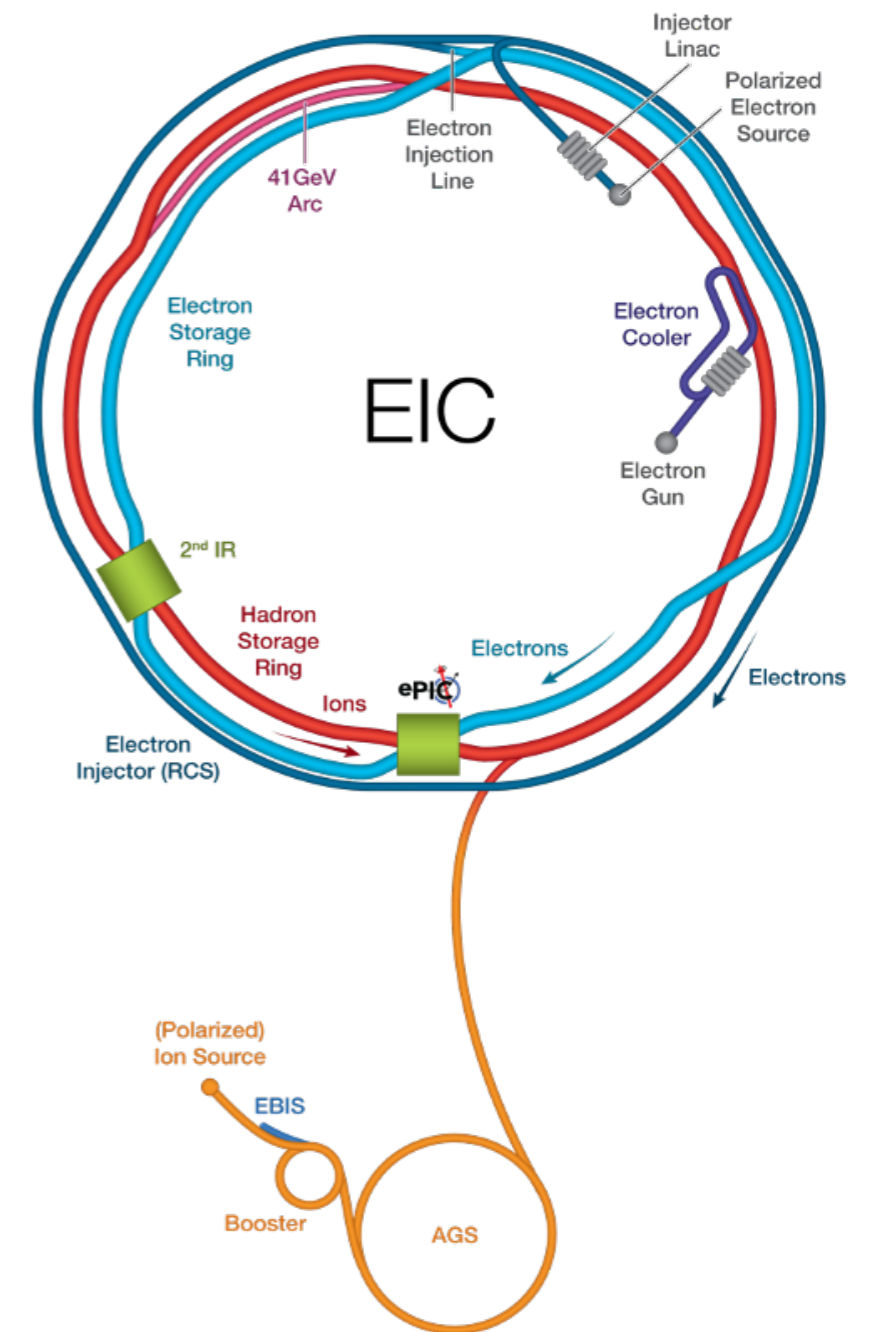 Injector
Linac
Polarized
Electron
Source
Electron
Injection
Line
41GeV
Arc
Electron
Storage
Ring
Electron
Cooler
EIC
Electron
Gun
2nd IR
Hadron
Storage
Ring
Electrons
ePIC
Ions
Electrons
Electron
Injector (RCS)
(Polarized)
Ion Source
EBIS
Booster
AGS